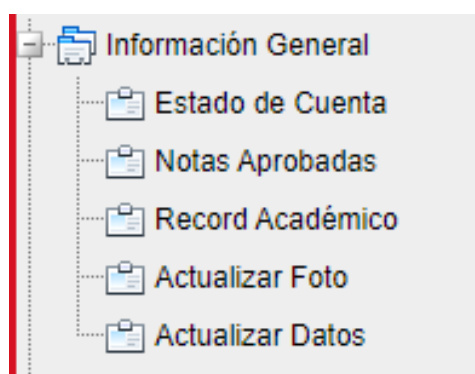 Información General
Estado de Cuenta
Notas Aprobadas
Record Académico
Actualizar Foto
Actualizar Datos